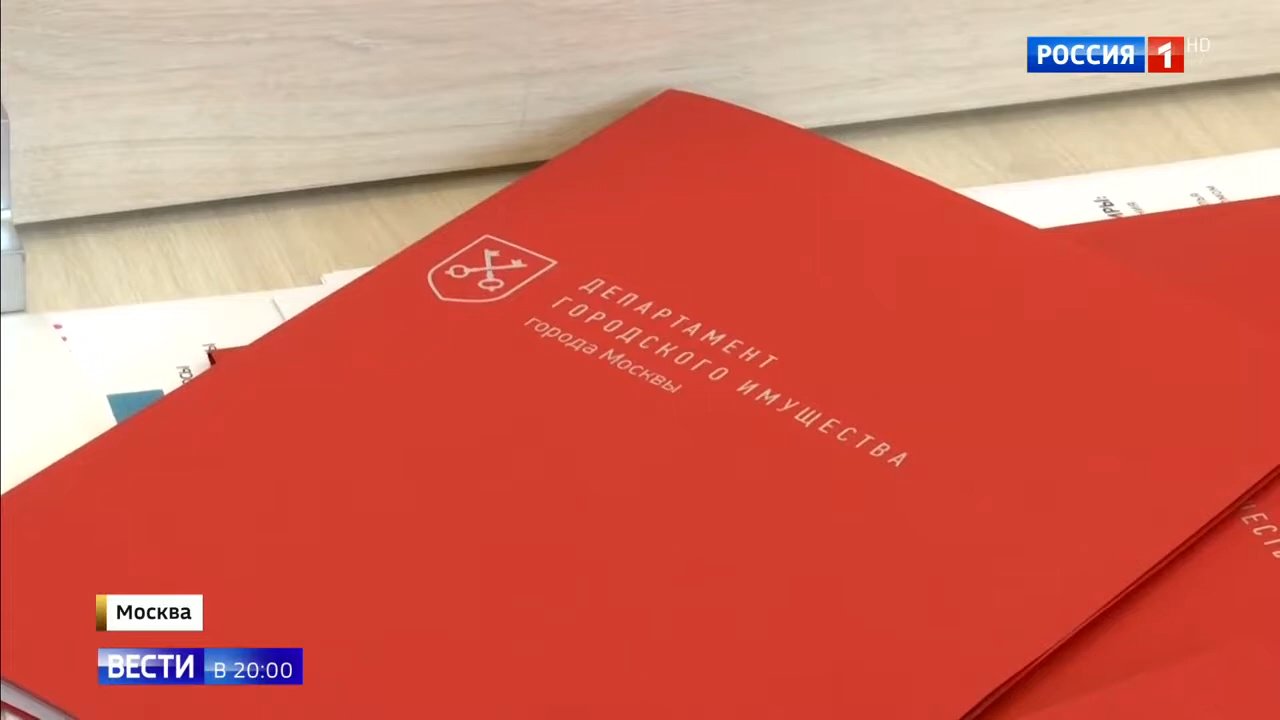 РОССИЯ 1 HD
ДЕПАРТАМЕНТ
ГОРОДСКОГО ИМУЩЕСТВА
города Москвы
Москва
ВЕСТИ В 20:00